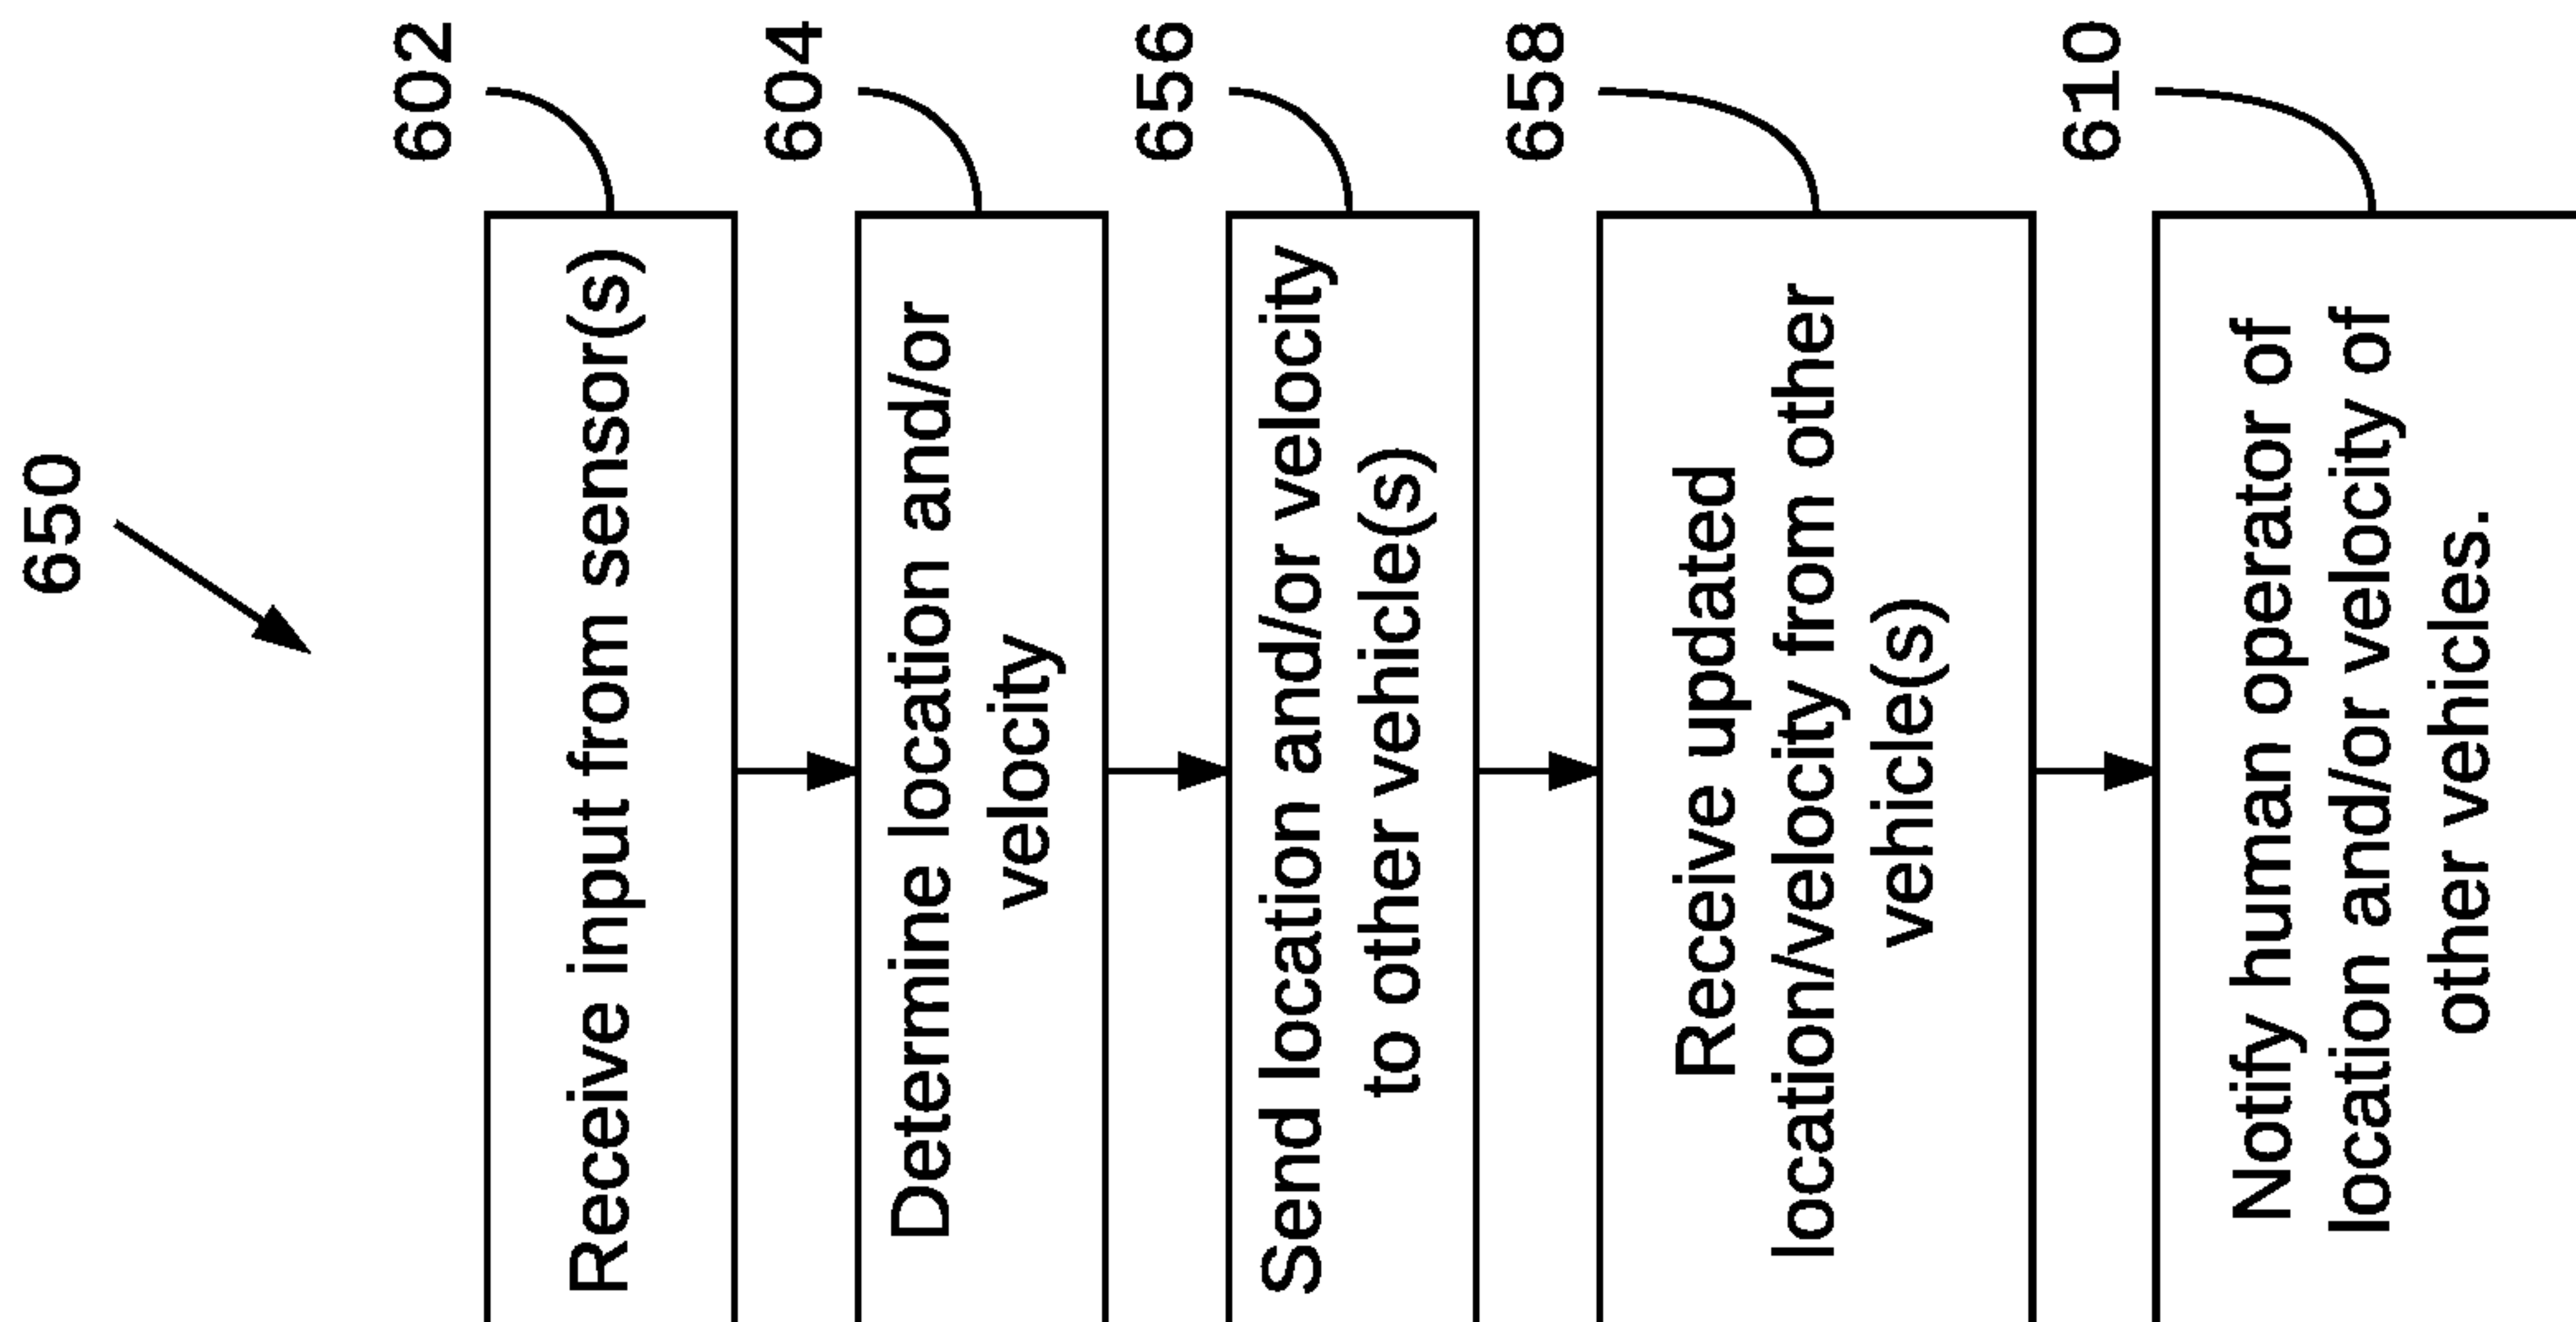 650
602
Receive input from sensor(s)
604
Determine location and/or
velocity
656
Send location and/or velocity
to other vehicle(s)
658
Receive updated
location/velocity from other
vehicle(s)
610
Notify human operator of
location and/or velocity of
other vehicles.